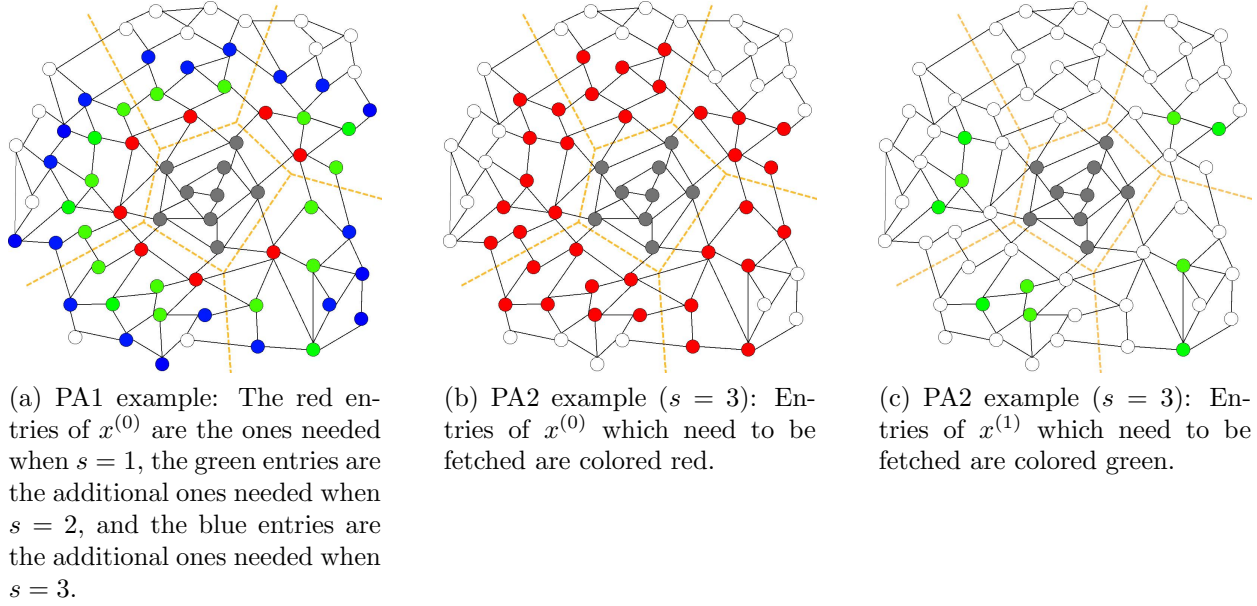 (a) PA1 example: The red en-
tries of x^{(0)} are the ones needed
when s = 1, the green entries are
the additional ones needed when
s = 2, and the blue entries are
the additional ones needed when
s = 3.
(b) PA2 example (s = 3): En-
tries of x^{(0)} which need to be
fetched are colored red.
(c) PA2 example (s = 3): En-
tries of x^{(1)} which need to be
fetched are colored green.